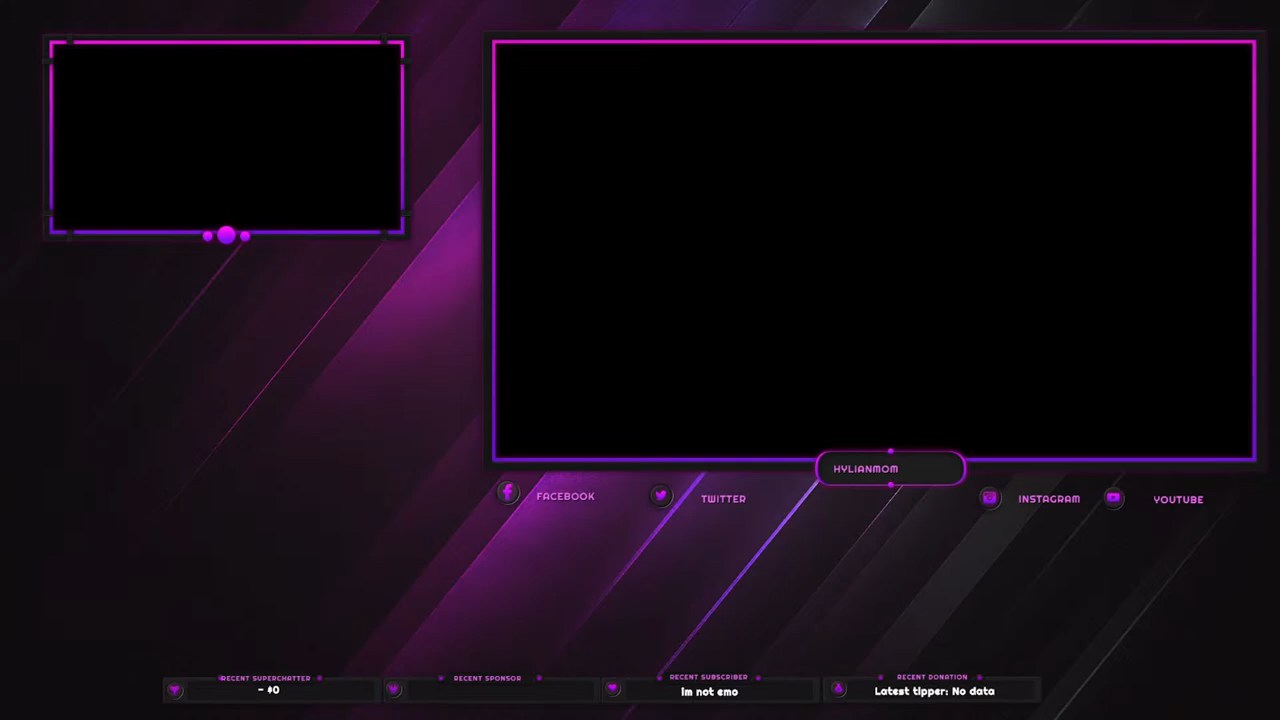 HYLIANMOM
FACEBOOK
TWITTER
INSTAGRAM
YOUTUBE
RECENT SUPERCHATTER
- $0
RECENT SPONSOR
RECENT SUBSCRIBER
Im not emo
RECENT DONATION
Latest tipper: No data